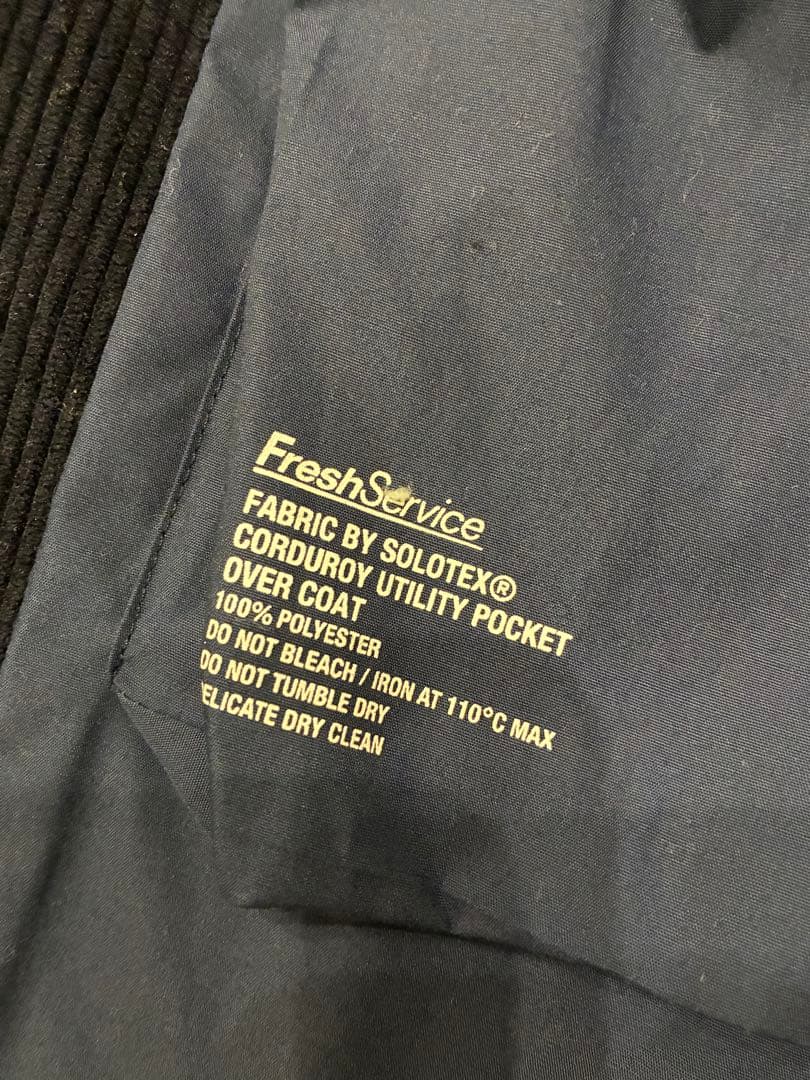 FreshService
FABRIC BY SOLOTEX®
CORDUROY UTILITY POCKET
OVER COAT
100% POLYESTER
DO NOT BLEACH / IRON AT 110°C MAX
DO NOT TUMBLE DRY
ELICATE DRY CLEAN